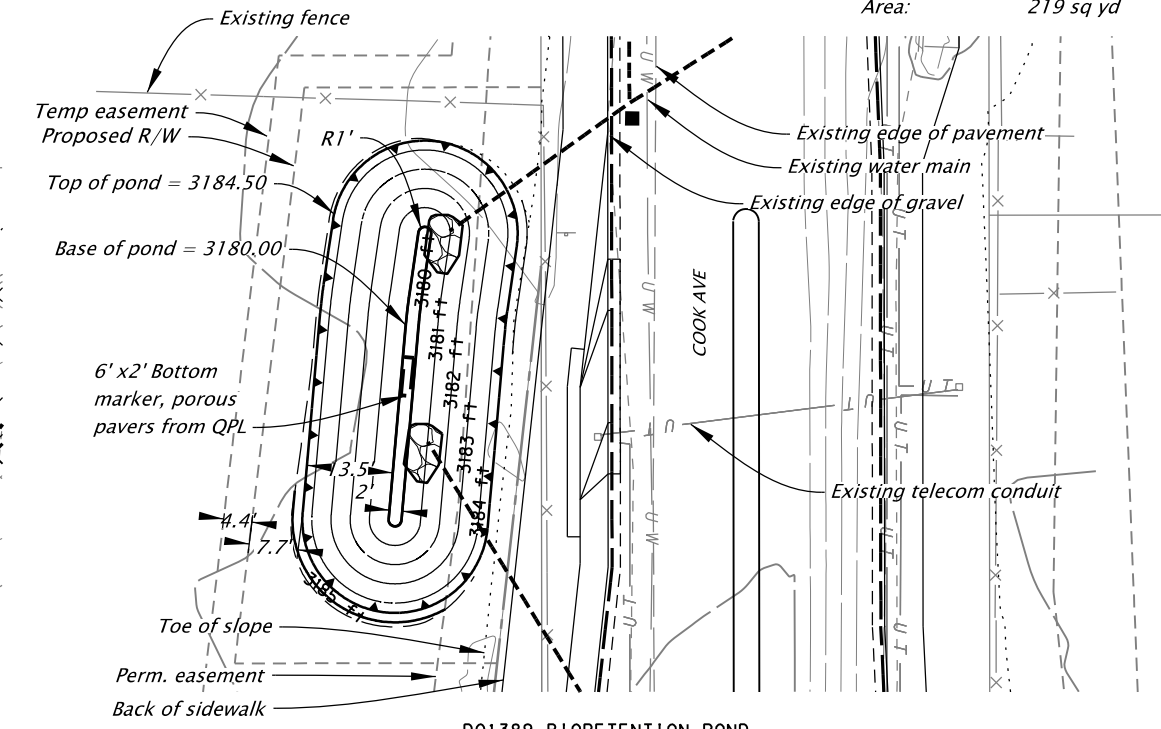 Area: 219 sq yd
Existing fence
Temp easement
Proposed R/W
R1'
Top of pond = 3184.50
Base of pond = 3180.00
6' x2' Bottom
marker, porous
pavers from QPL
3.5'
2'
4.4'
7.7'
Toe of slope
Perm. easement
Back of sidewalk
3180 ft
3181 ft
3182 ft
3183 ft
3184 ft
3185 ft
Existing edge of pavement
Existing water main
Existing edge of gravel
COOK AVE
Existing telecom conduit
U W
U W
U W
U T
U T
U T
U T
U T
U T
U T
U T
U T
U T